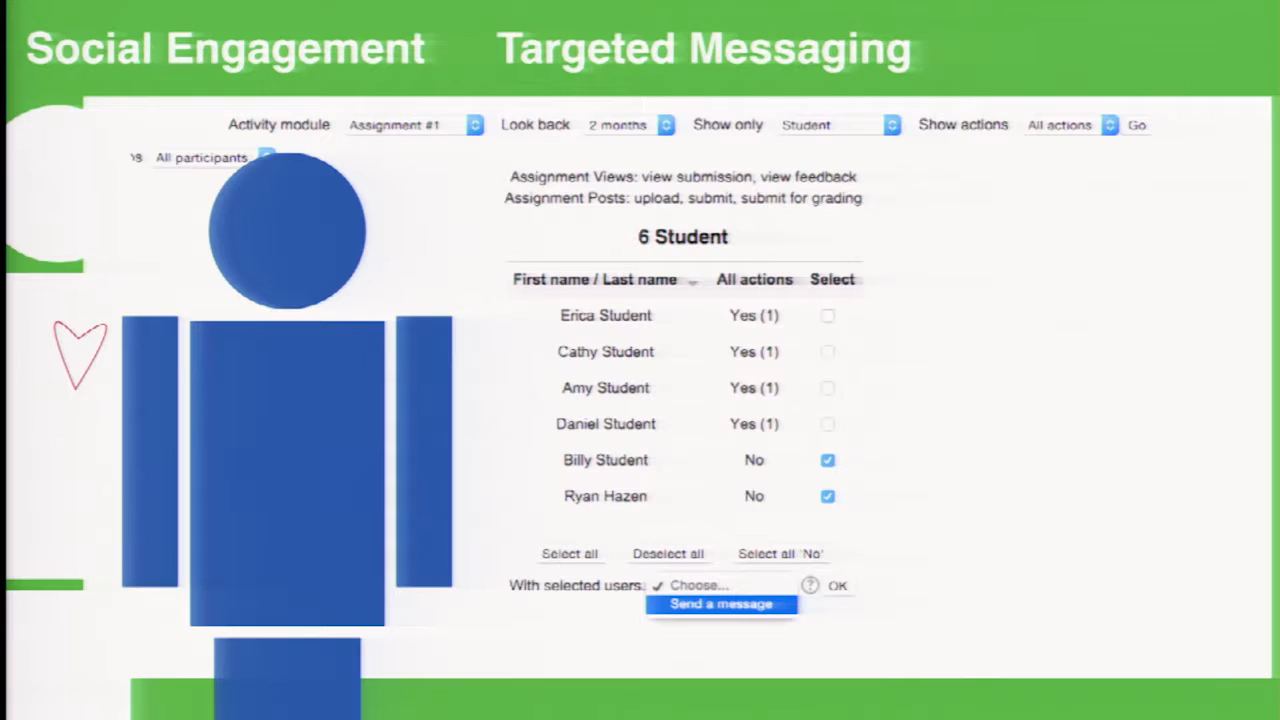 Social Engagement Targeted Messaging
Activity module Assignment #1 Look back 2 months Show only Student Show actions All actions Go
All participants
Assignment Views: view submission, view feedback
Assignment Posts: upload, submit, submit for grading
6 Student
First name / Last name All actions Select
Erica Student Yes (1)
Cathy Student Yes (1)
Amy Student Yes (1)
Daniel Student Yes (1)
Billy Student No
Ryan Hazen No
Select all Deselect all Select all 'No'
With selected users: ✓ Choose... ? OK
Send a message